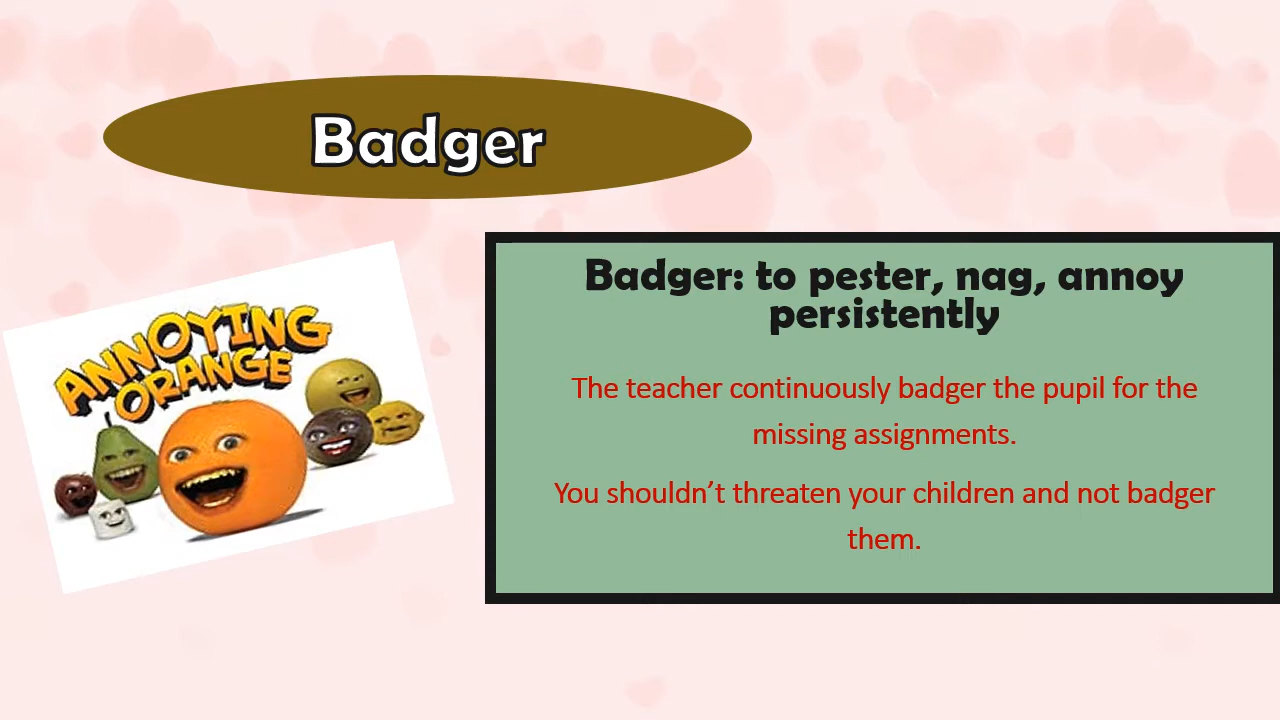 Badger
ANNOYING
ORANGE
Badger: to pester, nag, annoy
persistently
The teacher continuously badger the pupil for the
missing assignments.
You shouldn’t threaten your children and not badger
them.